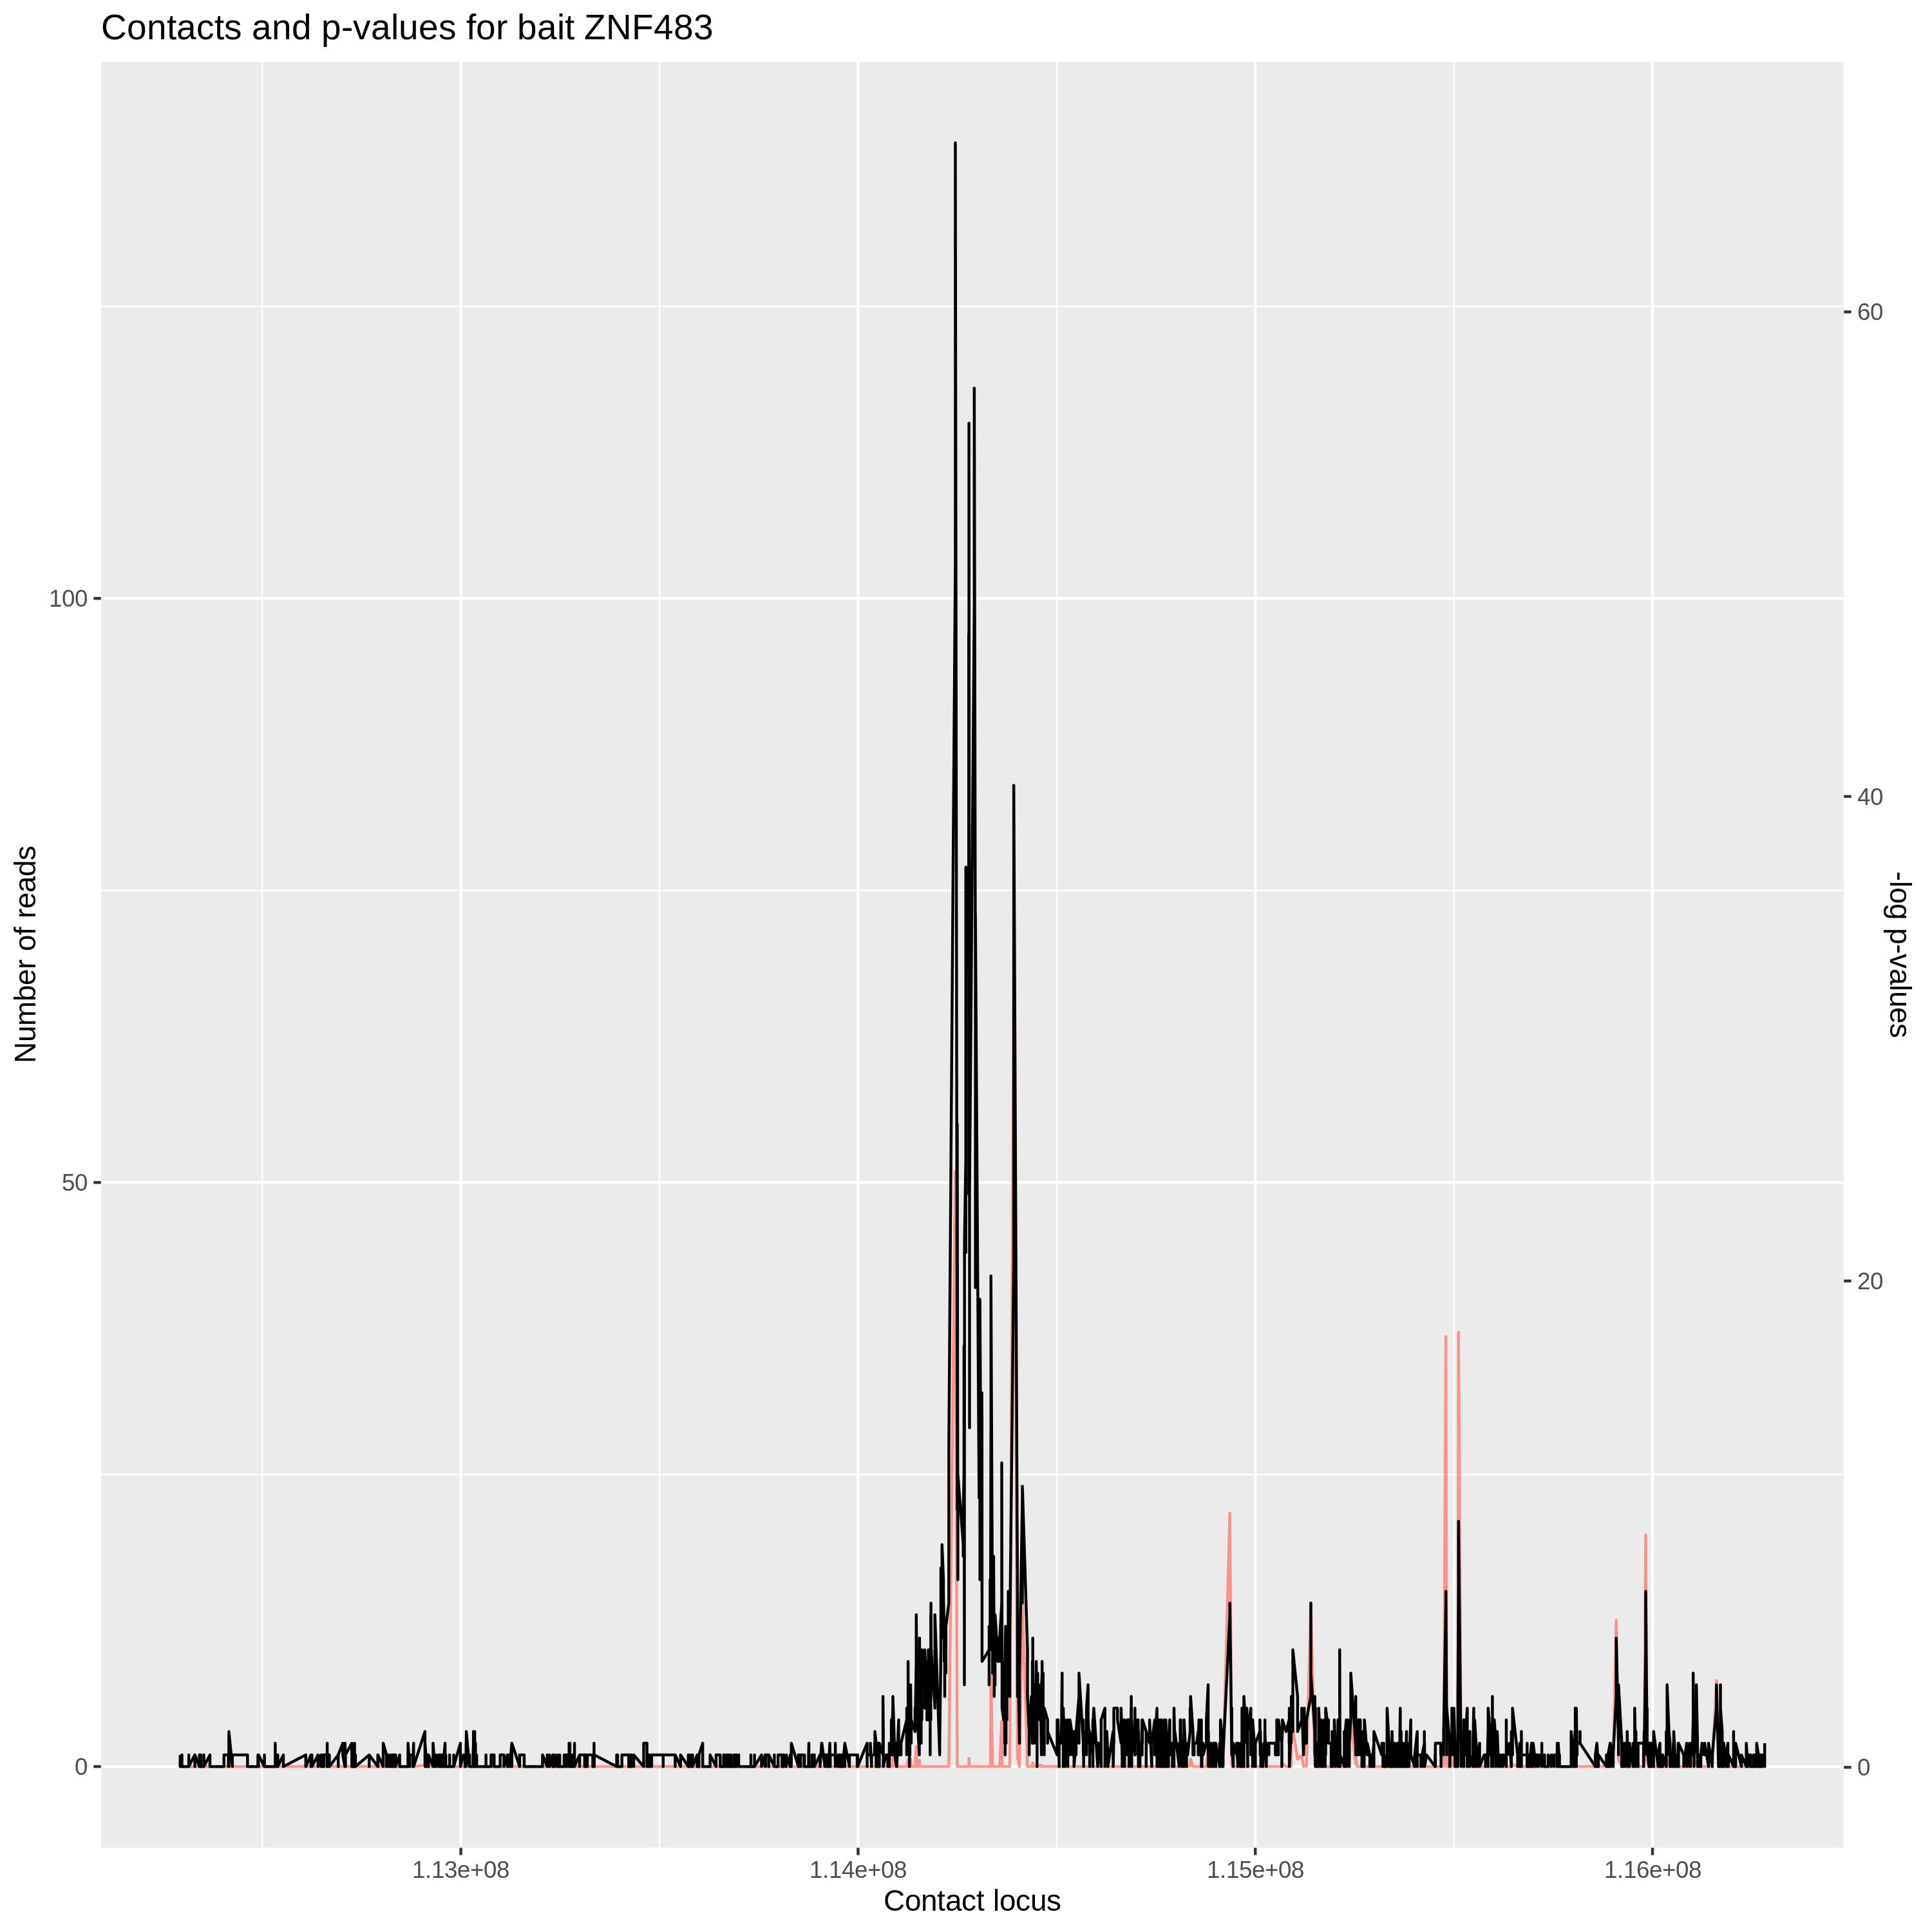 Contacts and p-values for bait ZNF483
Number of reads
100
50
0
60
40
20
0
-log p-values
1.13e+08
1.14e+08
1.15e+08
1.16e+08
Contact locus